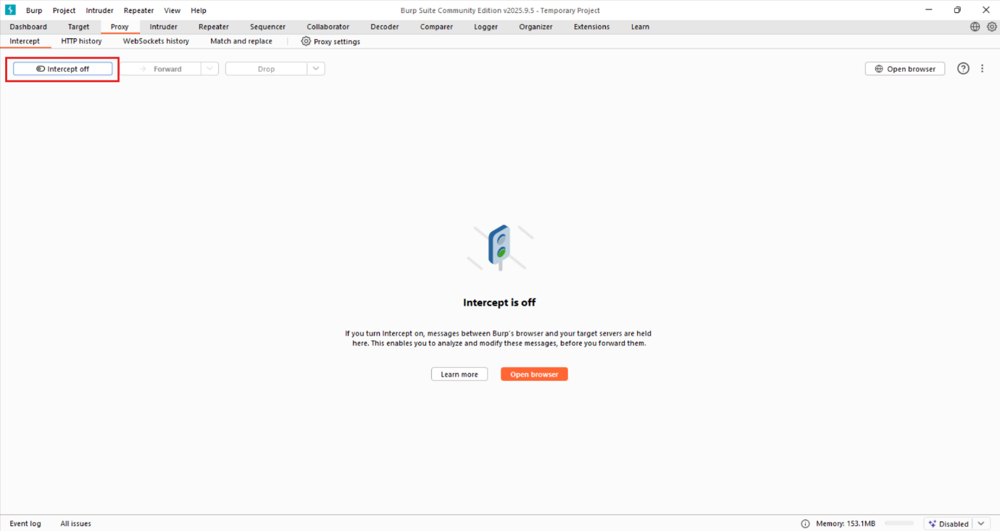 Burp Project Intruder Repeater View Help Burp Suite Community Edition v2025.9.5 - Temporary Project
Dashboard Target Proxy Intruder Repeater Sequencer Collaborator Decoder Comparer Logger Organizer Extensions Learn
Intercept HTTP history WebSockets history Match and replace Proxy settings
Intercept off Forward Drop Open browser
Intercept is off
If you turn Intercept on, messages between Burp's browser and your target servers are held
here. This enables you to analyze and modify these messages, before you forward them.
Learn more Open browser
Event log All issues Memory: 153.1MB Disabled